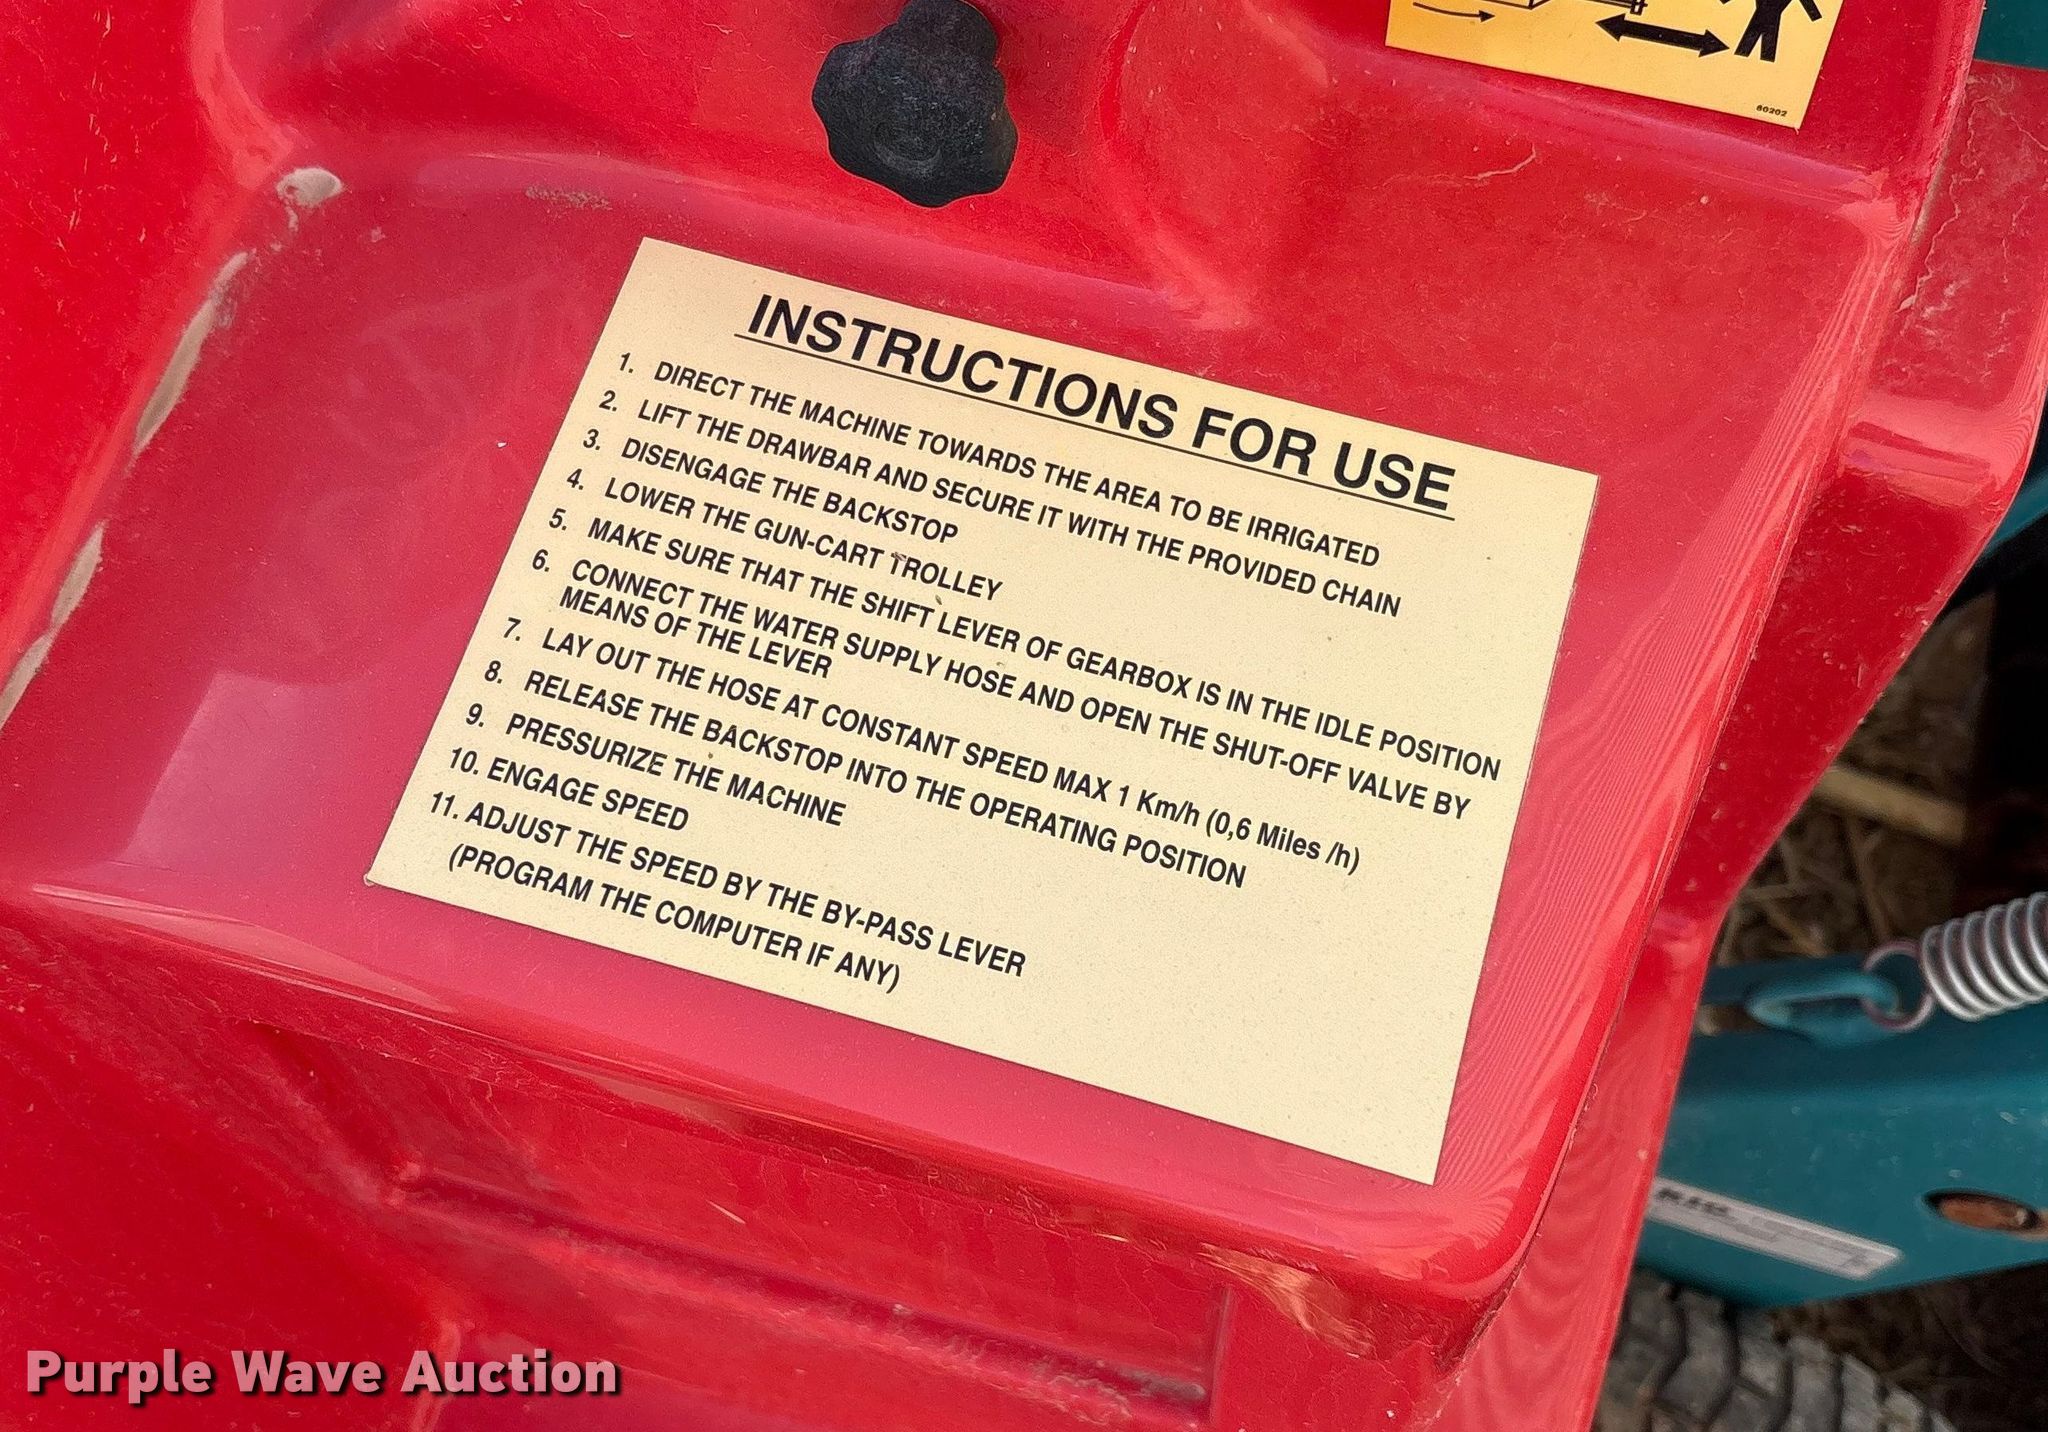 80202
INSTRUCTIONS FOR USE
1. DIRECT THE MACHINE TOWARDS THE AREA TO BE IRRIGATED
2. LIFT THE DRAWBAR AND SECURE IT WITH THE PROVIDED CHAIN
3. DISENGAGE THE BACKSTOP
4. LOWER THE GUN-CART TROLLEY
5. MAKE SURE THAT THE SHIFT LEVER OF GEARBOX IS IN THE IDLE POSITION
6. CONNECT THE WATER SUPPLY HOSE AND OPEN THE SHUT-OFF VALVE BY
MEANS OF THE LEVER
7. LAY OUT THE HOSE AT CONSTANT SPEED MAX 1 Km/h (0,6 Miles /h)
8. RELEASE THE BACKSTOP INTO THE OPERATING POSITION
9. PRESSURIZE THE MACHINE
10. ENGAGE SPEED
11. ADJUST THE SPEED BY THE BY-PASS LEVER
(PROGRAM THE COMPUTER IF ANY)
Purple Wave Auction